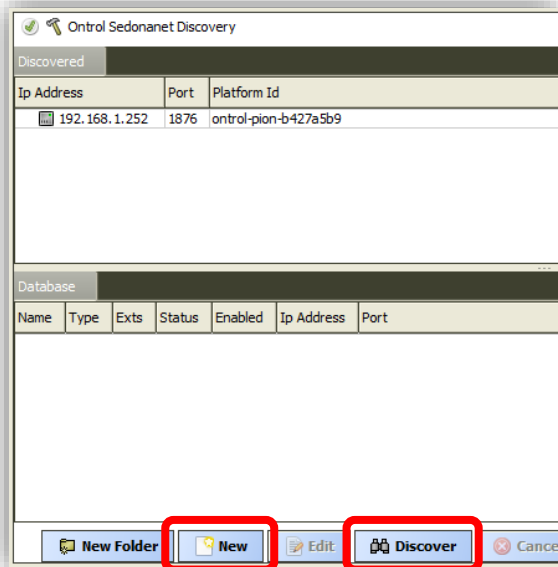 Ontrol Sedonanet Discovery
Discovered
Ip Address Port Platform Id
192.168.1.252 1876 ontrol-pion-b427a5b9
Database
Name Type Exts Status Enabled Ip Address Port
New Folder New Edit Discover Cance